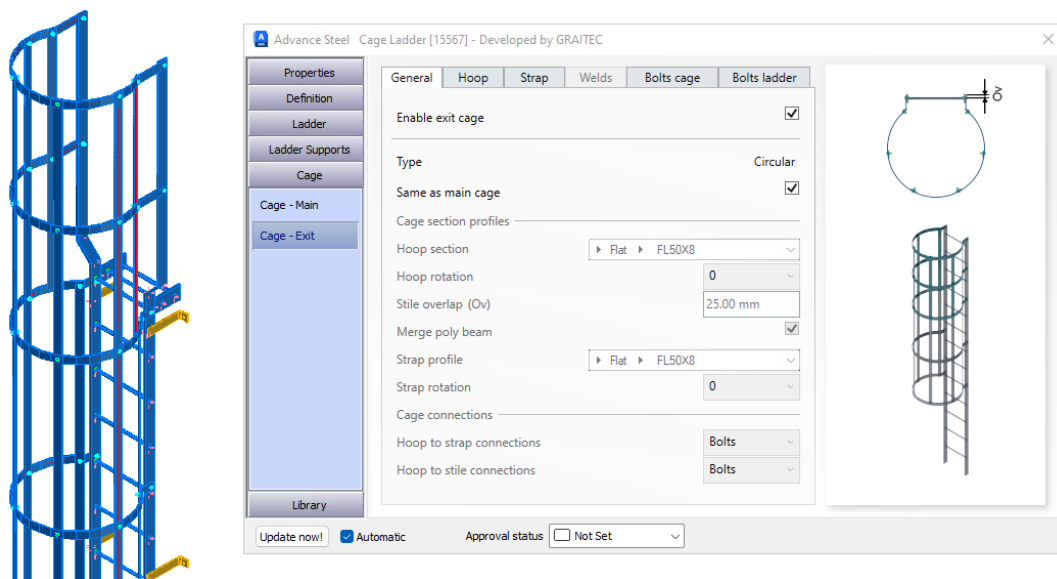 Advance Steel Cage Ladder [15567] - Developed by GRAITEC
Properties
Definition
Ladder
Ladder Supports
Cage
Cage - Main
Cage - Exit
Library
General Hoop Strap Welds Bolts cage Bolts ladder
Enable exit cage
Type Circular
Same as main cage
Cage section profiles
Hoop section Flat FL50X8
Hoop rotation 0
Stile overlap (Ov) 25.00 mm
Merge poly beam
Strap profile Flat FL50X8
Strap rotation 0
Cage connections
Hoop to strap connections Bolts
Hoop to stile connections Bolts
Ov
Update now! Automatic Approval status Not Set